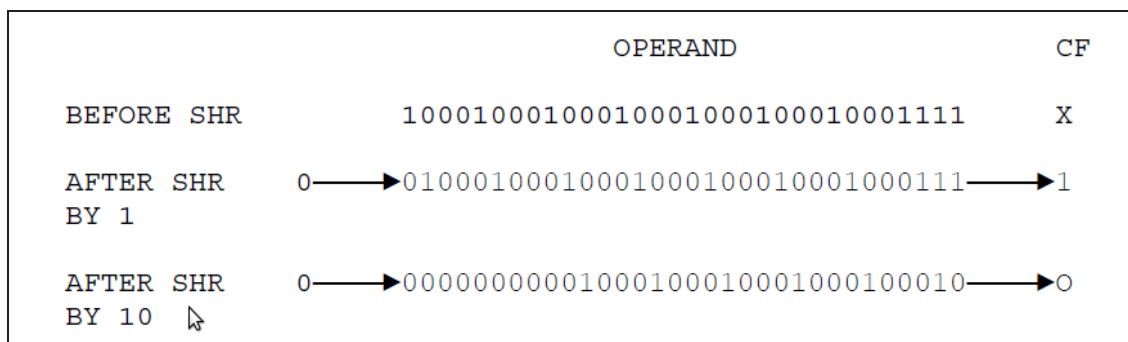 OPERAND CF
BEFORE SHR 10001000100010001000100010001111 X
AFTER SHR 0 01000100010001000100010001000111 1
BY 1
AFTER SHR 0 00000000001000100010001000100010 O
BY 10